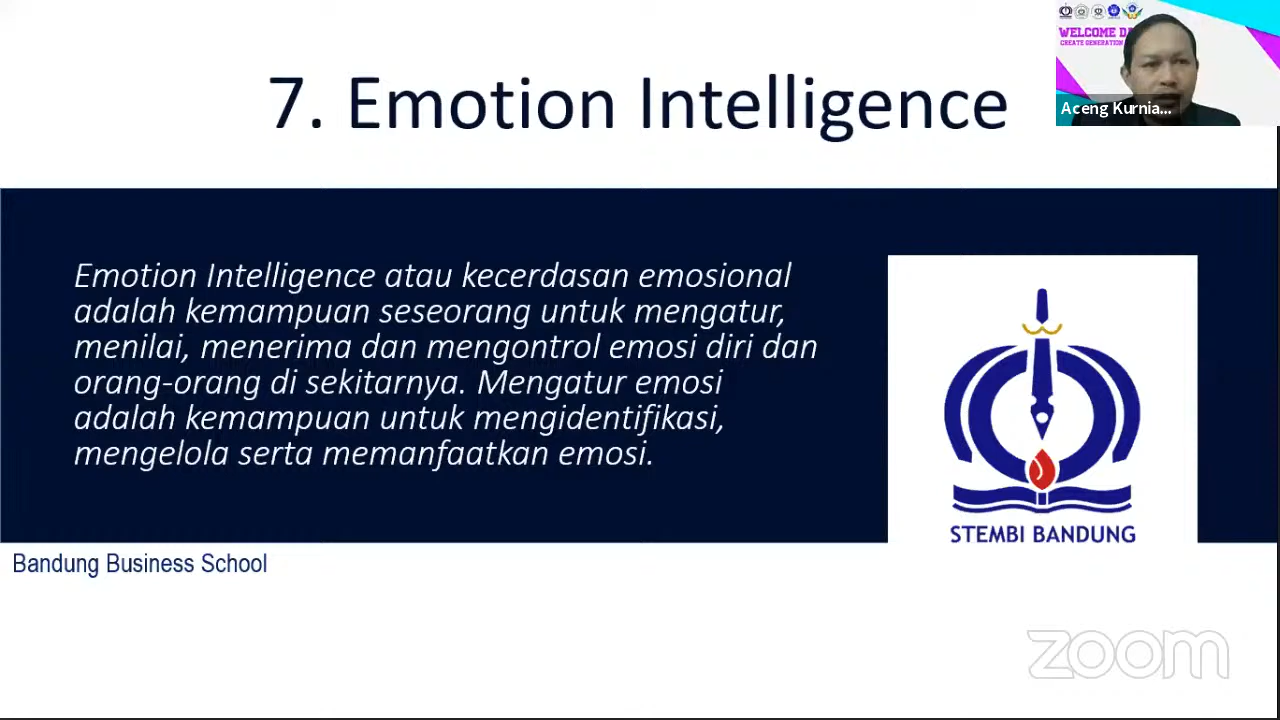 7. Emotion Intelligence
WELCOME
CREATE GENERATION
Aceng Kurnia...
Emotion Intelligence atau kecerdasan emosional
adalah kemampuan seseorang untuk mengatur,
menilai, menerima dan mengontrol emosi diri dan
orang-orang di sekitarnya. Mengatur emosi
adalah kemampuan untuk mengidentifikasi,
mengelola serta memanfaatkan emosi.
STEMBI BANDUNG
Bandung Business School
zoom